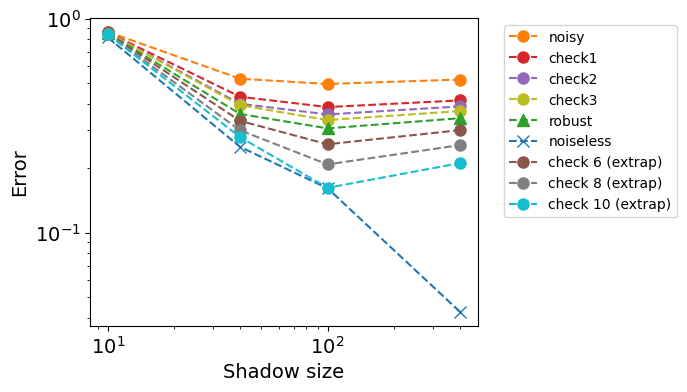 10⁰
10⁻¹
Error
10¹
10²
Shadow size
noisy
check1
check2
check3
robust
noiseless
check 6 (extrap)
check 8 (extrap)
check 10 (extrap)